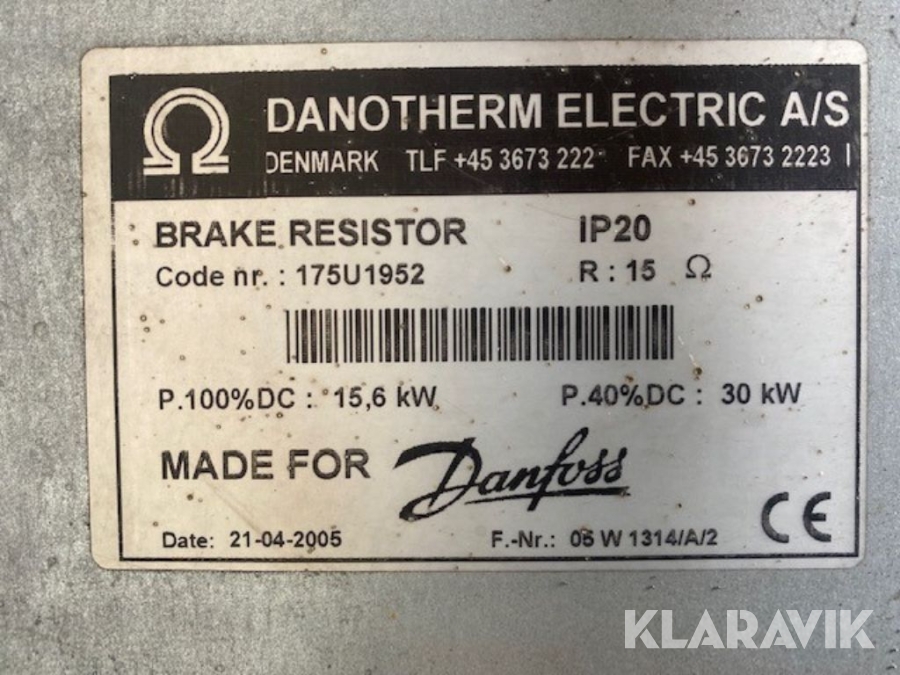 Ω DANOTHERM ELECTRIC A/S
DENMARK TLF +45 3673 222 FAX +45 3673 2223
BRAKE RESISTOR IP20
Code nr. : 175U1952 R : 15 Ω
P.100%DC : 15,6 kW P.40%DC : 30 kW
MADE FOR Danfoss
CE
Date: 21-04-2005 F.-Nr.: 06 W 1314/A/2
KLARAVIK